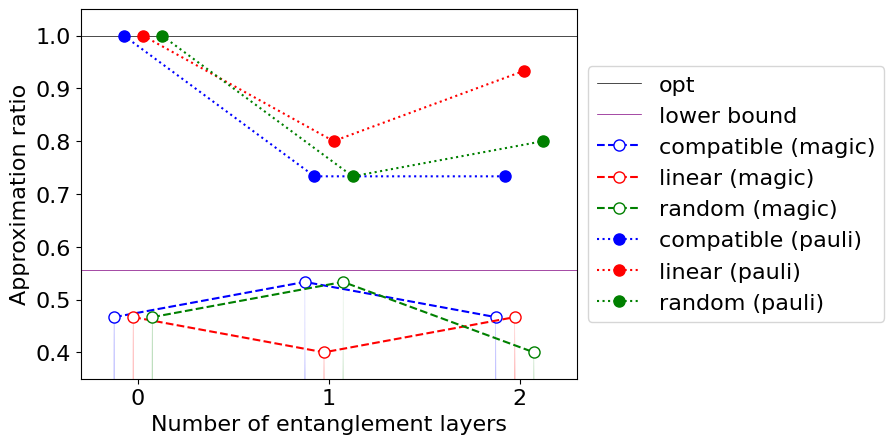 1.0
0.9
0.8
0.7
0.6
0.5
0.4
Approximation ratio
0 1 2
Number of entanglement layers
opt
lower bound
compatible (magic)
linear (magic)
random (magic)
compatible (pauli)
linear (pauli)
random (pauli)